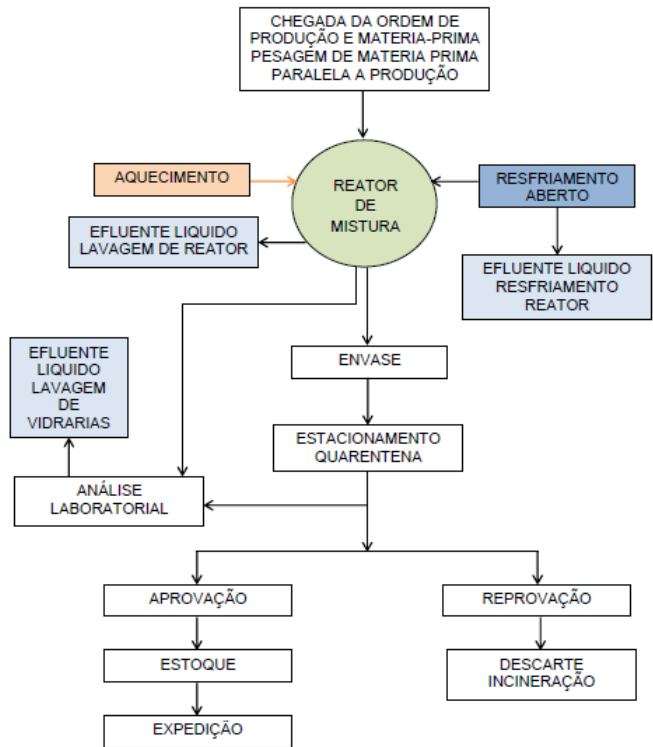 CHEGADA DA ORDEM DE
PRODUÇÃO E MATERIA-PRIMA
PESAGEM DE MATERIA PRIMA
PARALELA A PRODUÇÃO
AQUECIMENTO
REATOR
DE
MISTURA
RESFRIAMENTO
ABERTO
EFLUENTE LIQUIDO
LAVAGEM DE REATOR
EFLUENTE LIQUIDO
RESFRIAMENTO
REATOR
EFLUENTE
LIQUIDO
LAVAGEM
DE
VIDRARIAS
ENVASE
ESTACIONAMENTO
QUARENTENA
ANÁLISE
LABORATORIAL
APROVAÇÃO
REPROVAÇÃO
ESTOQUE
DESCARTE
INCINERAÇÃO
EXPEDIÇÃO